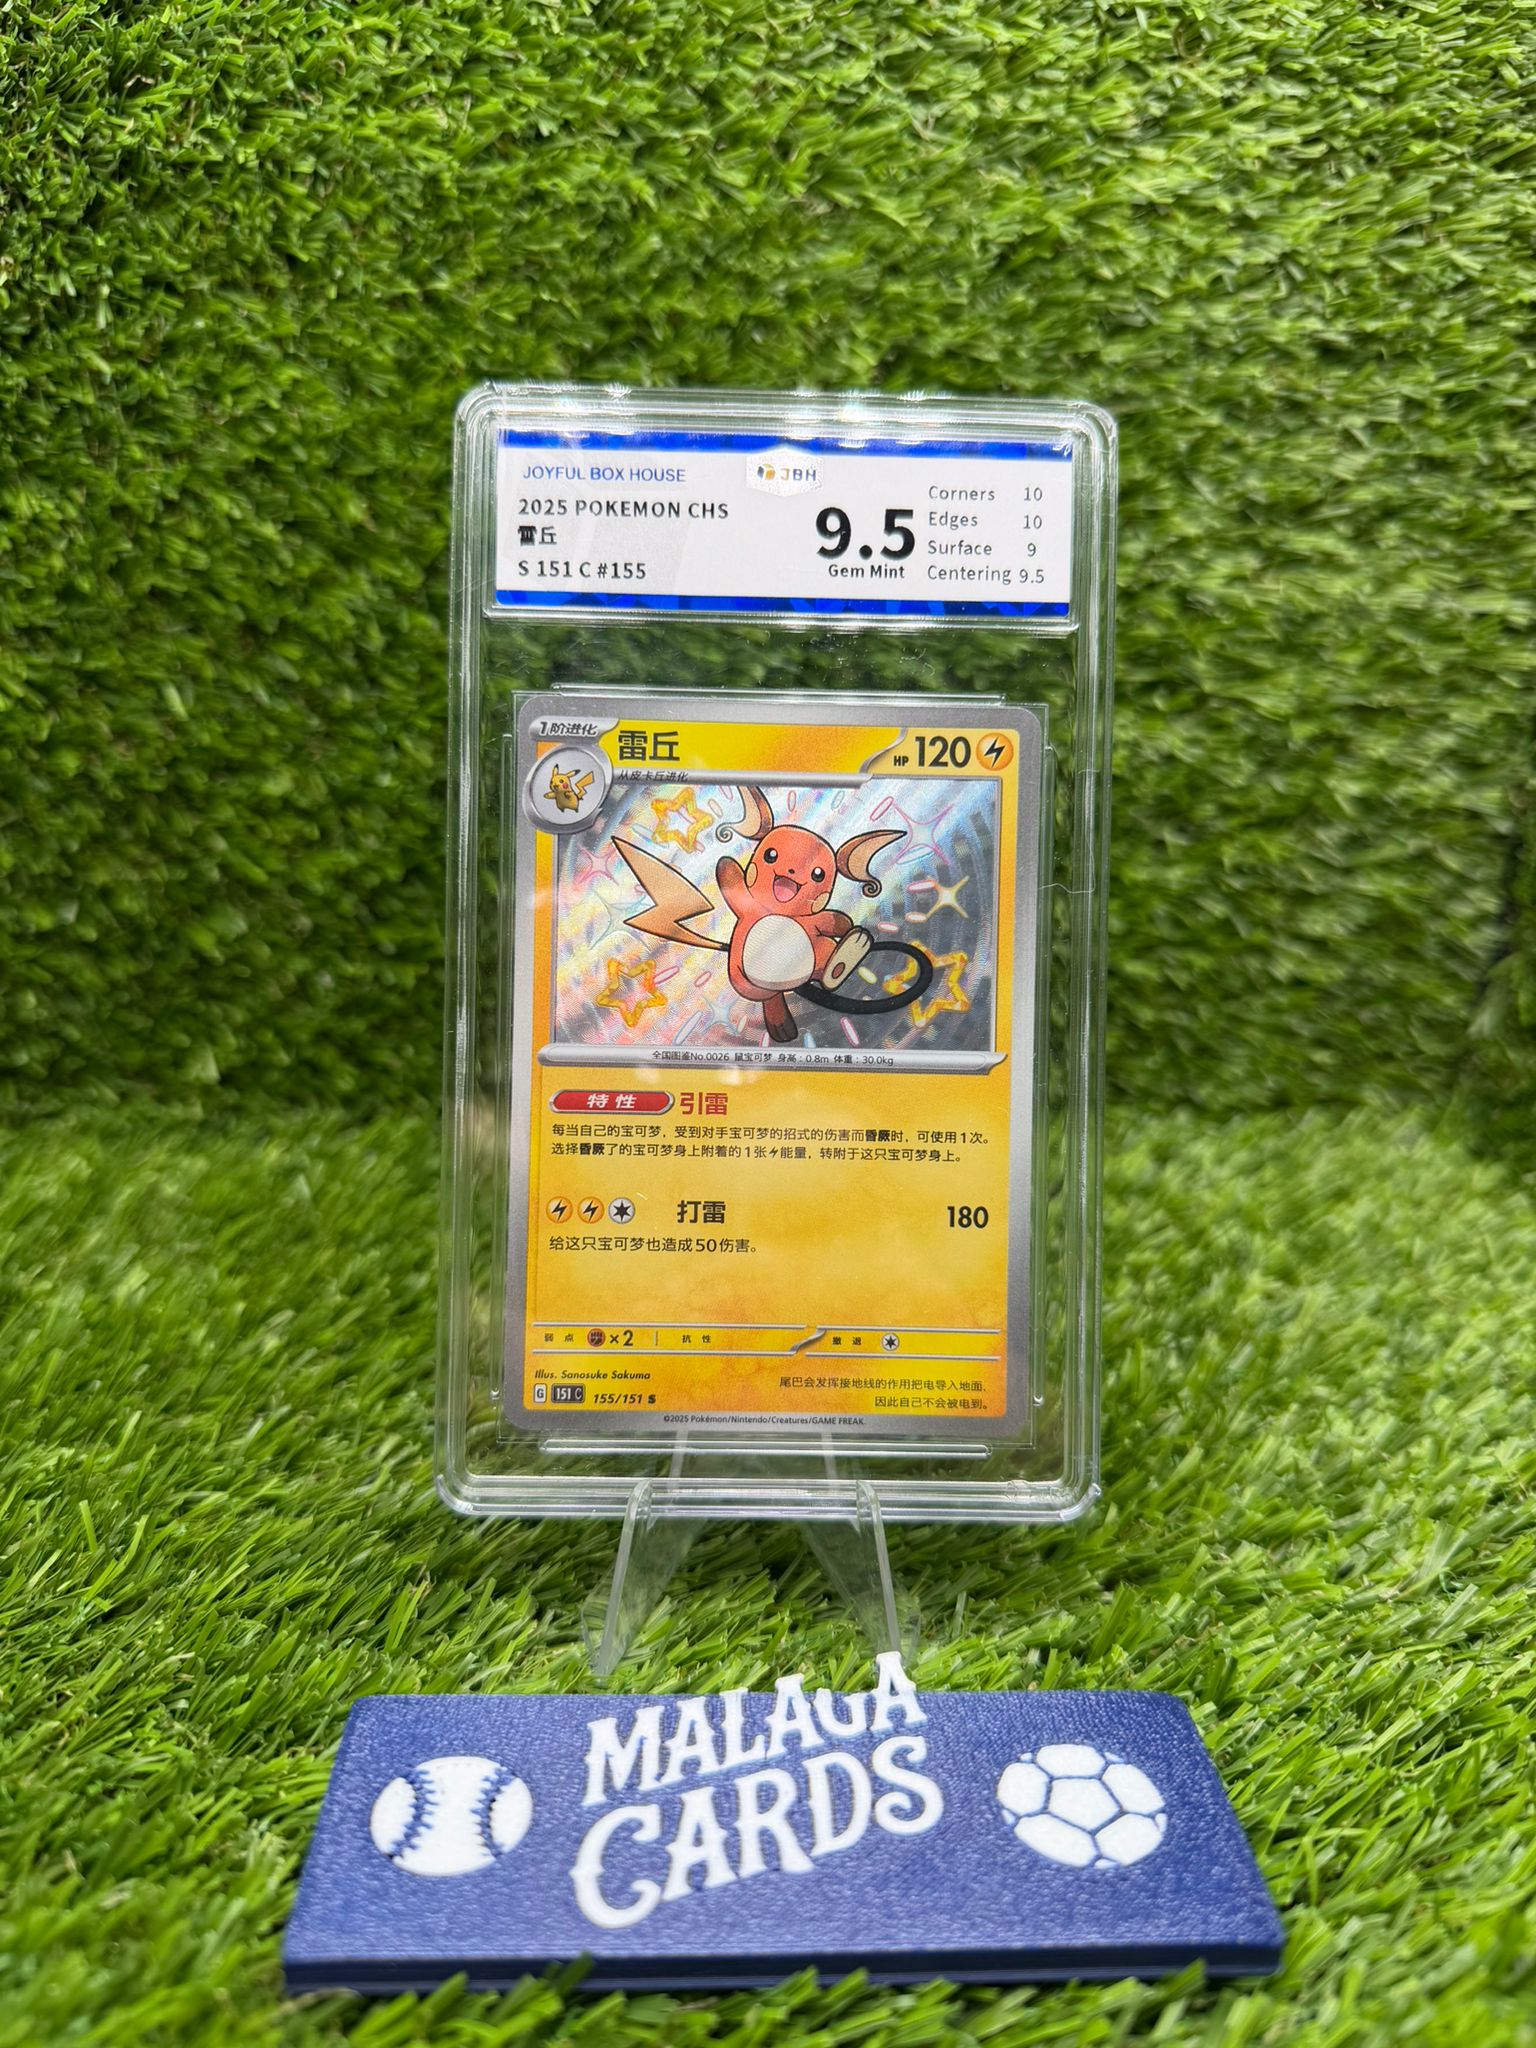 JOYFUL BOX HOUSE
JBH
2025 POKEMON CHS
雷丘
S 151 C #155
9.5
Gem Mint
Corners 10
Edges 10
Surface 9
Centering 9.5
1阶进化
雷丘
HP 120
从皮卡丘进化
全国图鉴No.0026 鼠宝可梦 身高:0.8m 体重:30.0kg
特性 引雷
每当自己的宝可梦,受到对手宝可梦的招式的伤害而昏厥时,可使用1次。
选择昏厥了的宝可梦身上附着的1张能量,转附于这只宝可梦身上。
打雷 180
给这只宝可梦也造成50伤害。
弱点 ×2 抗性 撤退
Illus. Sanosuke Sakuma
G 151 C 155/151 S
尾巴会发挥接地线的作用把电导入地面,
因此自己不会被电到。
©2025 Pokémon/Nintendo/Creatures/GAME FREAK.
MALAGA
CARDS